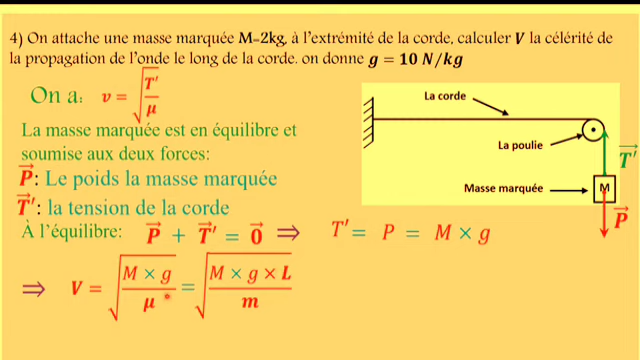 4) On attache une masse marquée M=2kg, à l'extrémité de la corde, calculer V la célérité de
la propagation de l'onde le long de la corde. on donne g = 10 N/kg
On a: v = √(T'/μ)
La masse marquée est en équilibre et
soumise aux deux forces:
P⃗: Le poids la masse marquée
T⃗': la tension de la corde
À l'équilibre: P⃗ + T⃗' = 0⃗ ⇒ T' = P = M × g
⇒ V = √(M × g / μ) = √(M × g × L / m)
La corde
La poulie
T⃗'
Masse marquée
M
P⃗